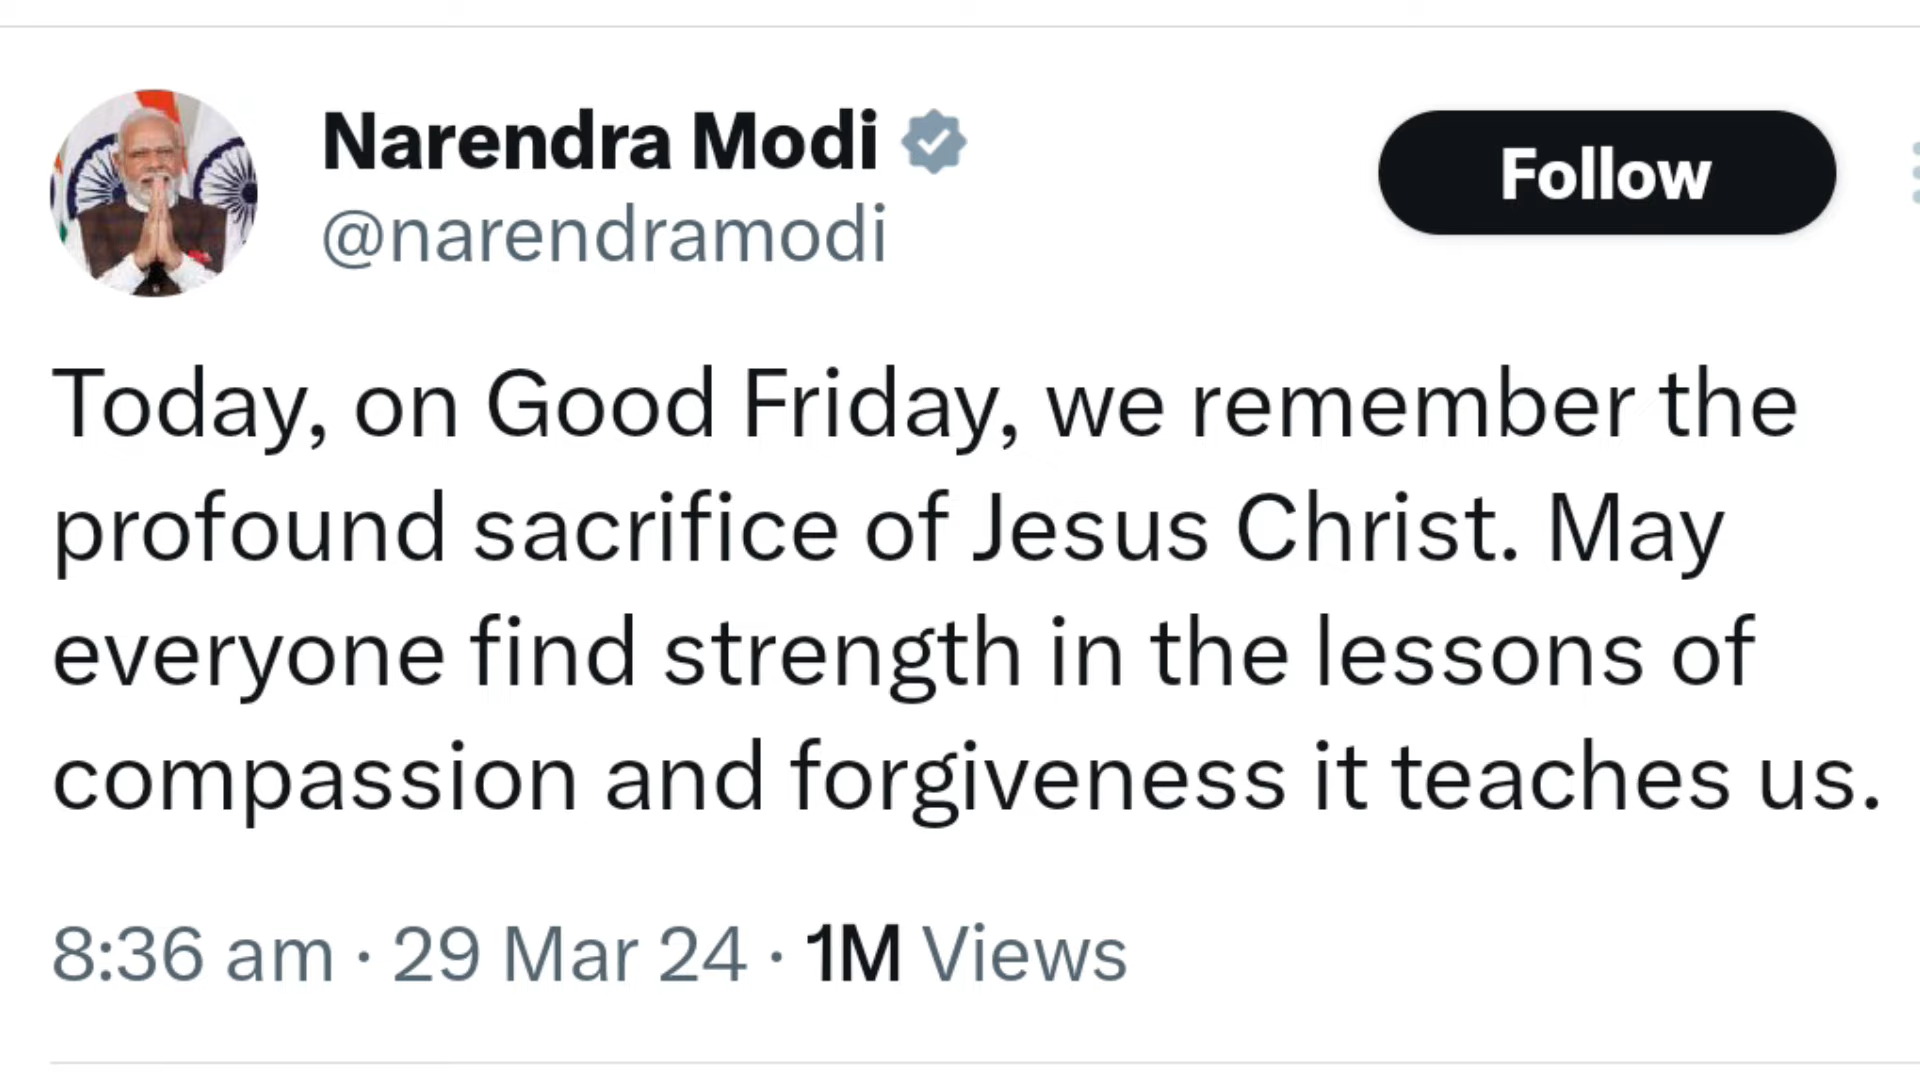 Narendra Modi
@narendramodi
Follow
Today, on Good Friday, we remember the
profound sacrifice of Jesus Christ. May
everyone find strength in the lessons of
compassion and forgiveness it teaches us.
8:36 am · 29 Mar 24 · 1M Views